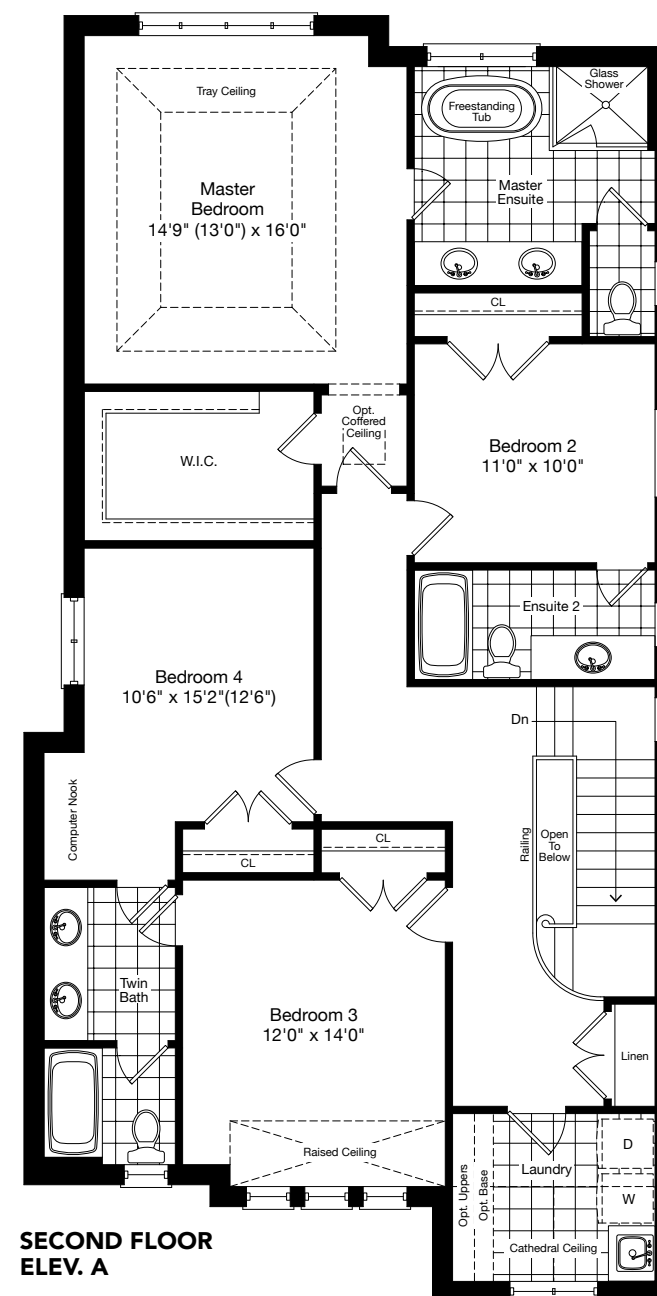 Tray Ceiling
Master
Bedroom
14'9" (13'0") x 16'0"
Freestanding
Tub
Glass
Shower
Master
Ensuite
CL
Opt.
Coffered
Ceiling
W.I.C.
Bedroom 2
11'0" x 10'0"
Ensuite 2
Bedroom 4
10'6" x 15'2"(12'6")
Dn
Computer Nook
CL
CL
Railing
Open
To
Below
Twin
Bath
Bedroom 3
12'0" x 14'0"
Linen
Raised Ceiling
Opt. Uppers
Opt. Base
Laundry
D
W
Cathedral Ceiling
SECOND FLOOR
ELEV. A